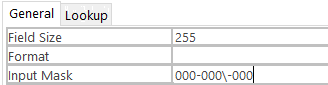 General Lookup
Field Size 255
Format
Input Mask 000-000\-000